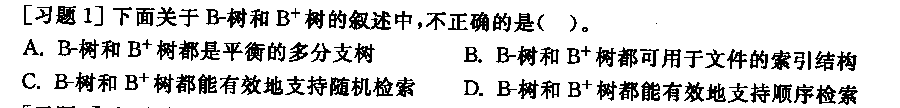 [习题1]下面关于B-树和B⁺树的叙述中,不正确的是(  )。
A. B-树和B⁺树都是平衡的多分支树 B. B-树和B⁺树都可用于文件的索引结构
C. B-树和B⁺树都能有效地支持随机检索 D. B-树和B⁺树都能有效地支持顺序检索